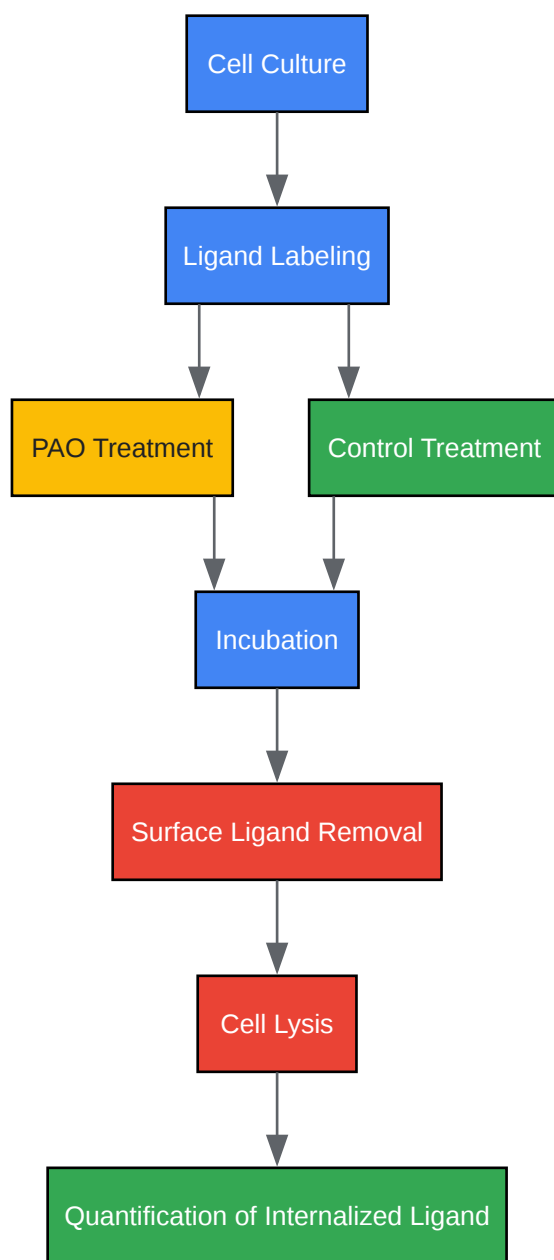 Cell Culture
Ligand Labeling
PAO Treatment
Control Treatment
Incubation
Surface Ligand Removal
Cell Lysis
Quantification of Internalized Ligand